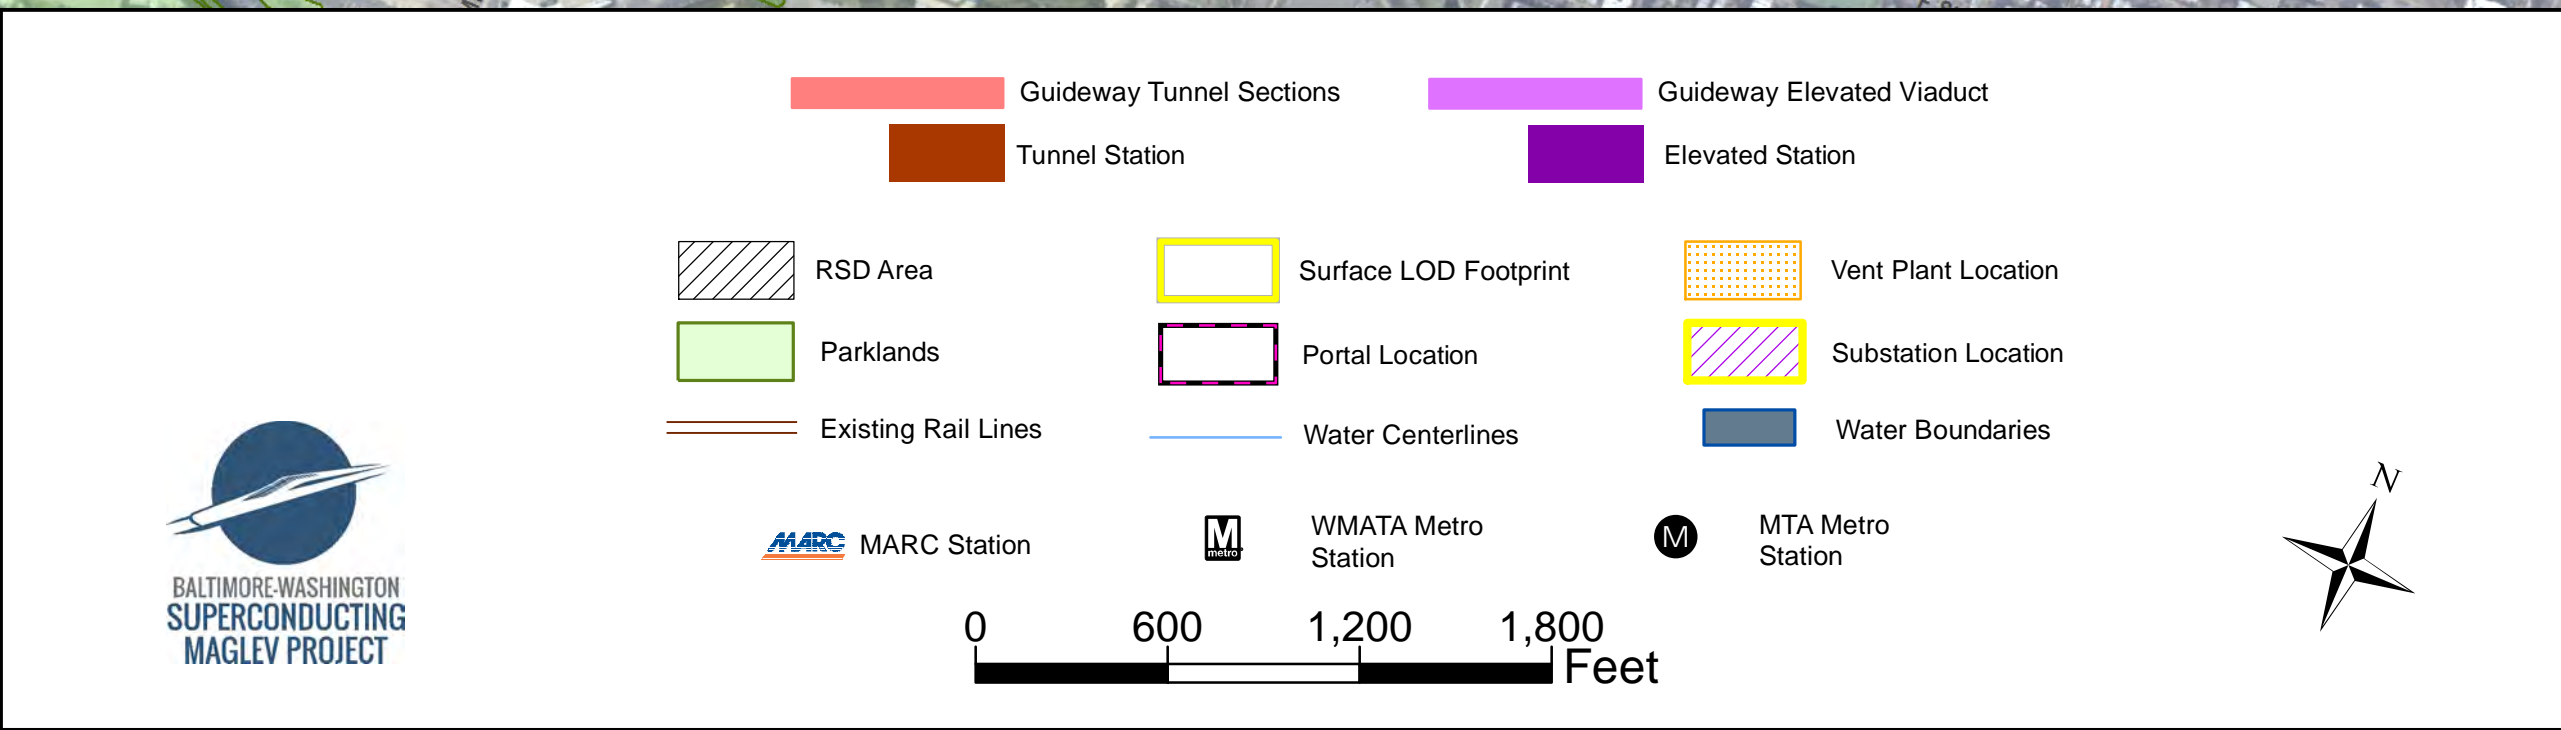 Guideway Tunnel Sections
Guideway Elevated Viaduct
Tunnel Station
Elevated Station
RSD Area
Surface LOD Footprint
Vent Plant Location
Parklands
Portal Location
Substation Location
Existing Rail Lines
Water Centerlines
Water Boundaries
MARC MARC Station
M
metro
WMATA Metro
Station
M
MTA Metro
Station
N
BALTIMORE-WASHINGTON
SUPERCONDUCTING
MAGLEV PROJECT
0 600 1,200 1,800
Feet